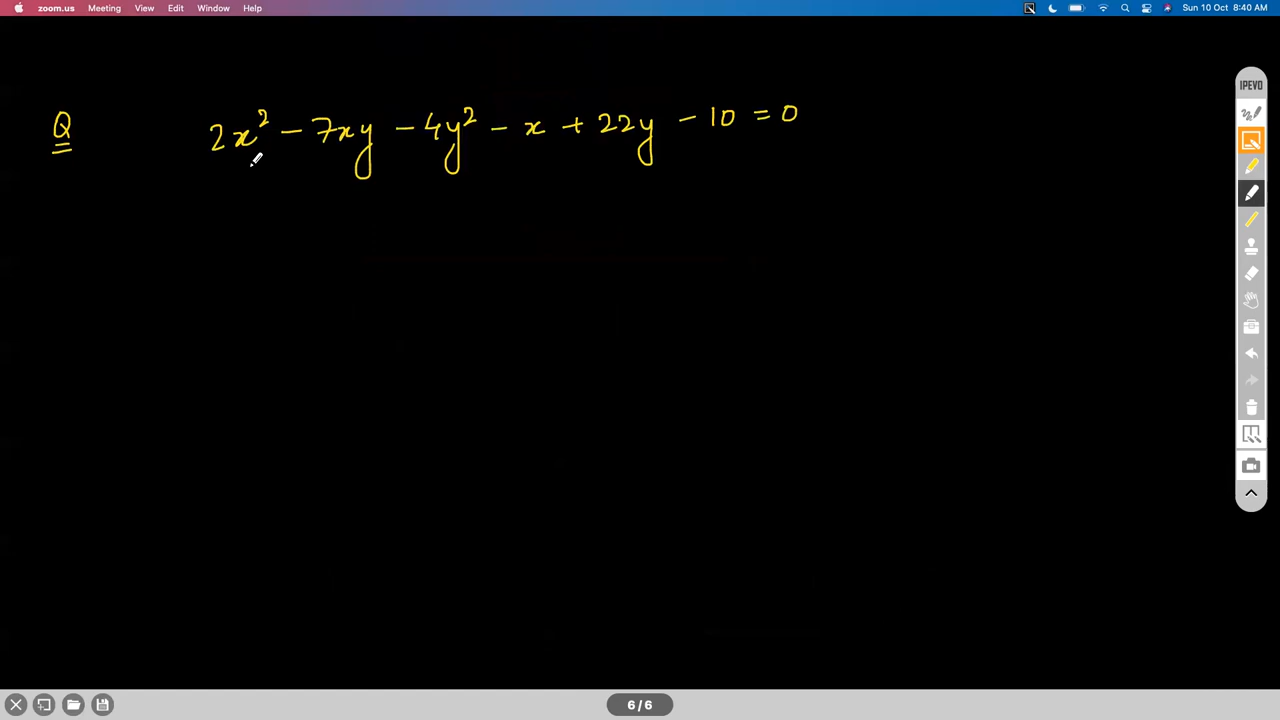 zoom.us Meeting View Edit Window Help Sun 10 Oct 8:40 AM
IPEVO
Q 2x² - 7xy - 4y² - x + 22y - 10 = 0
6 / 6